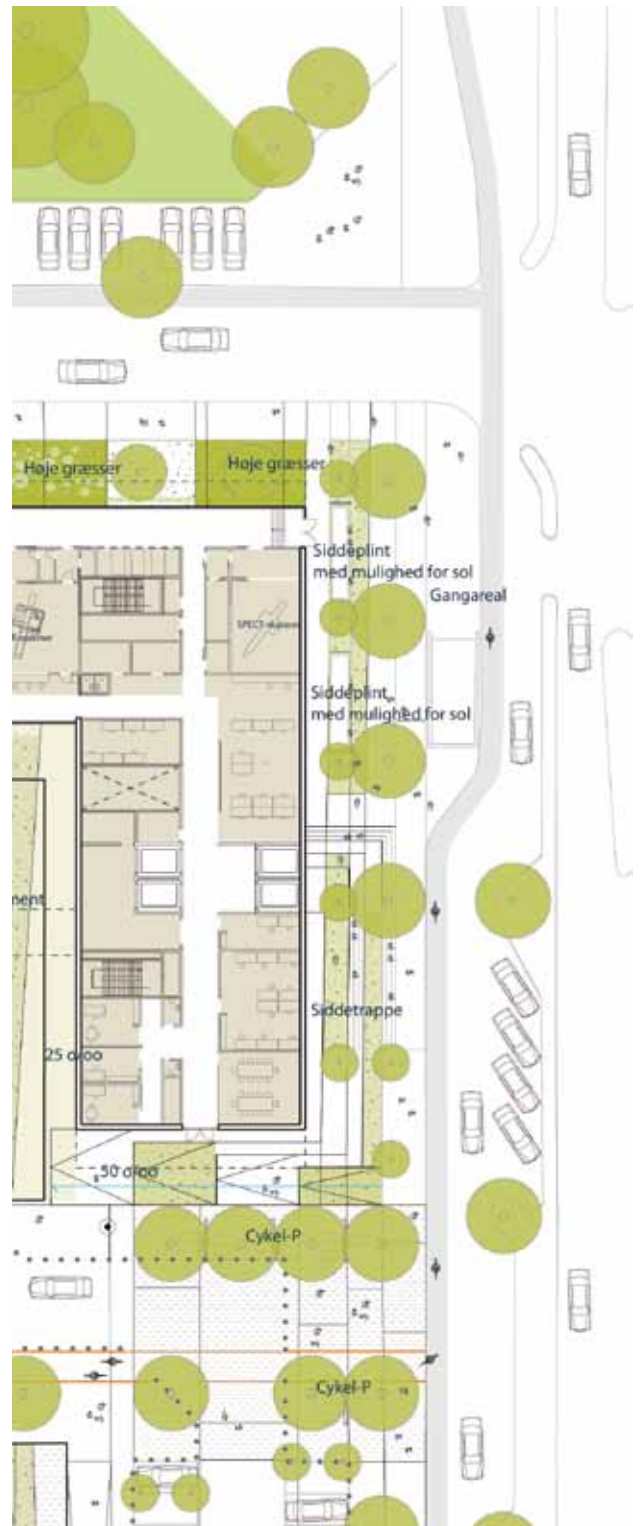 Høje græsser
Høje græsser
Siddeplint
med mulighed for sol
Gangareal
Siddeplint
med mulighed for sol
Siddetrappe
25 o/oo
50 o/oo
Cykel-P
Cykel-P